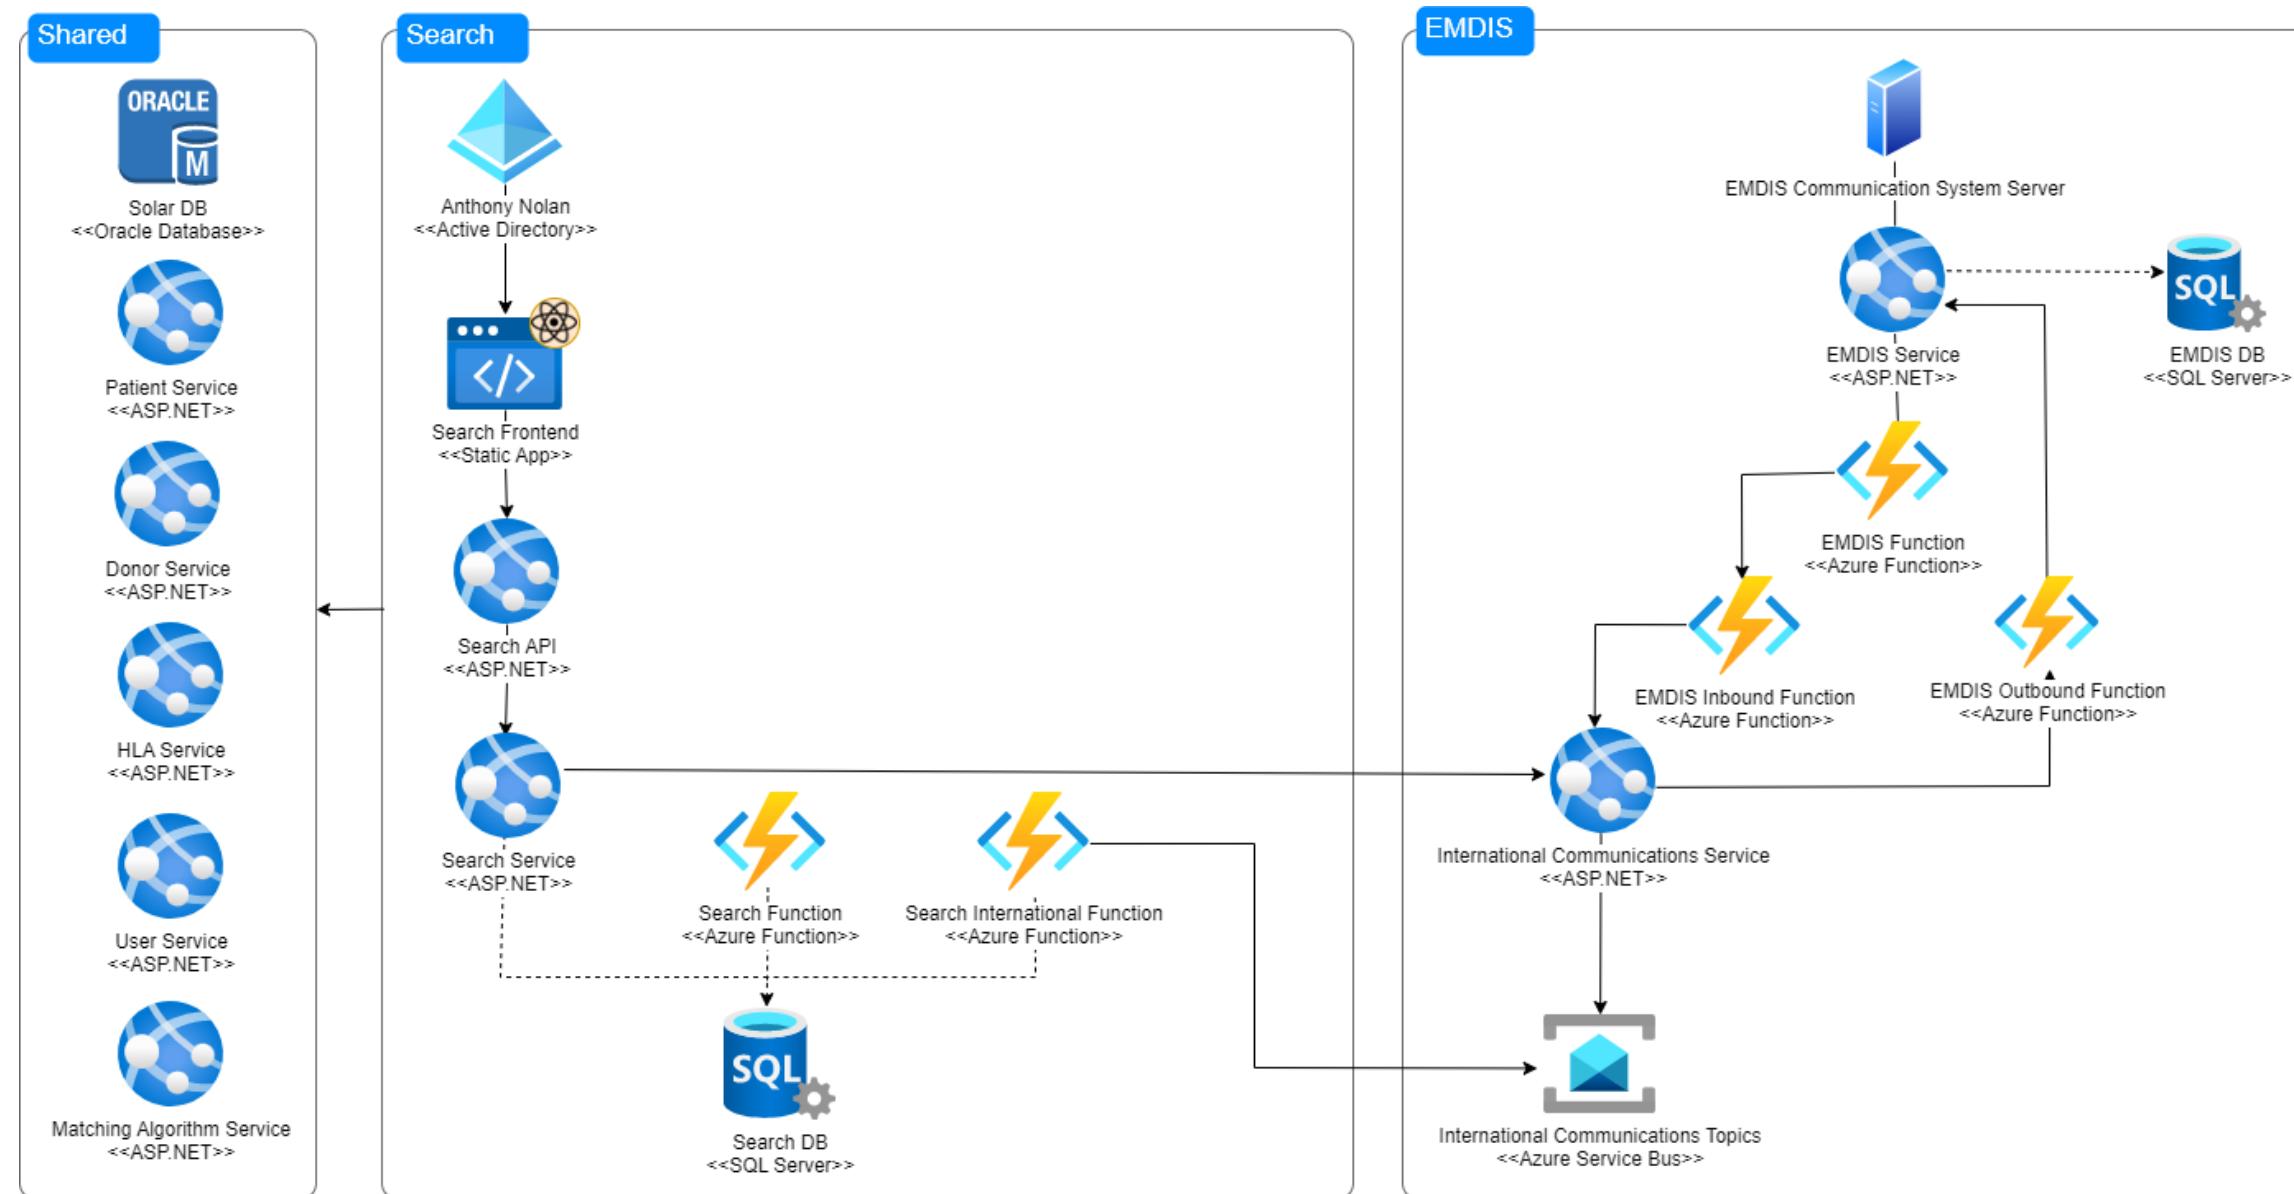 Shared
ORACLE
M
Solar DB
<<Oracle Database>>
Patient Service
<<ASP.NET>>
Donor Service
<<ASP.NET>>
HLA Service
<<ASP.NET>>
User Service
<<ASP.NET>>
Matching Algorithm Service
<<ASP.NET>>
Search
Anthony Nolan
<<Active Directory>>
</>
Search Frontend
<<Static App>>
Search API
<<ASP.NET>>
Search Service
<<ASP.NET>>
Search Function
<<Azure Function>>
Search International Function
<<Azure Function>>
SQL
Search DB
<<SQL Server>>
EMDIS
EMDIS Communication System Server
EMDIS Service
<<ASP.NET>>
SQL
EMDIS DB
<<SQL Server>>
EMDIS Function
<<Azure Function>>
EMDIS Inbound Function
<<Azure Function>>
EMDIS Outbound Function
<<Azure Function>>
International Communications Service
<<ASP.NET>>
International Communications Topics
<<Azure Service Bus>>